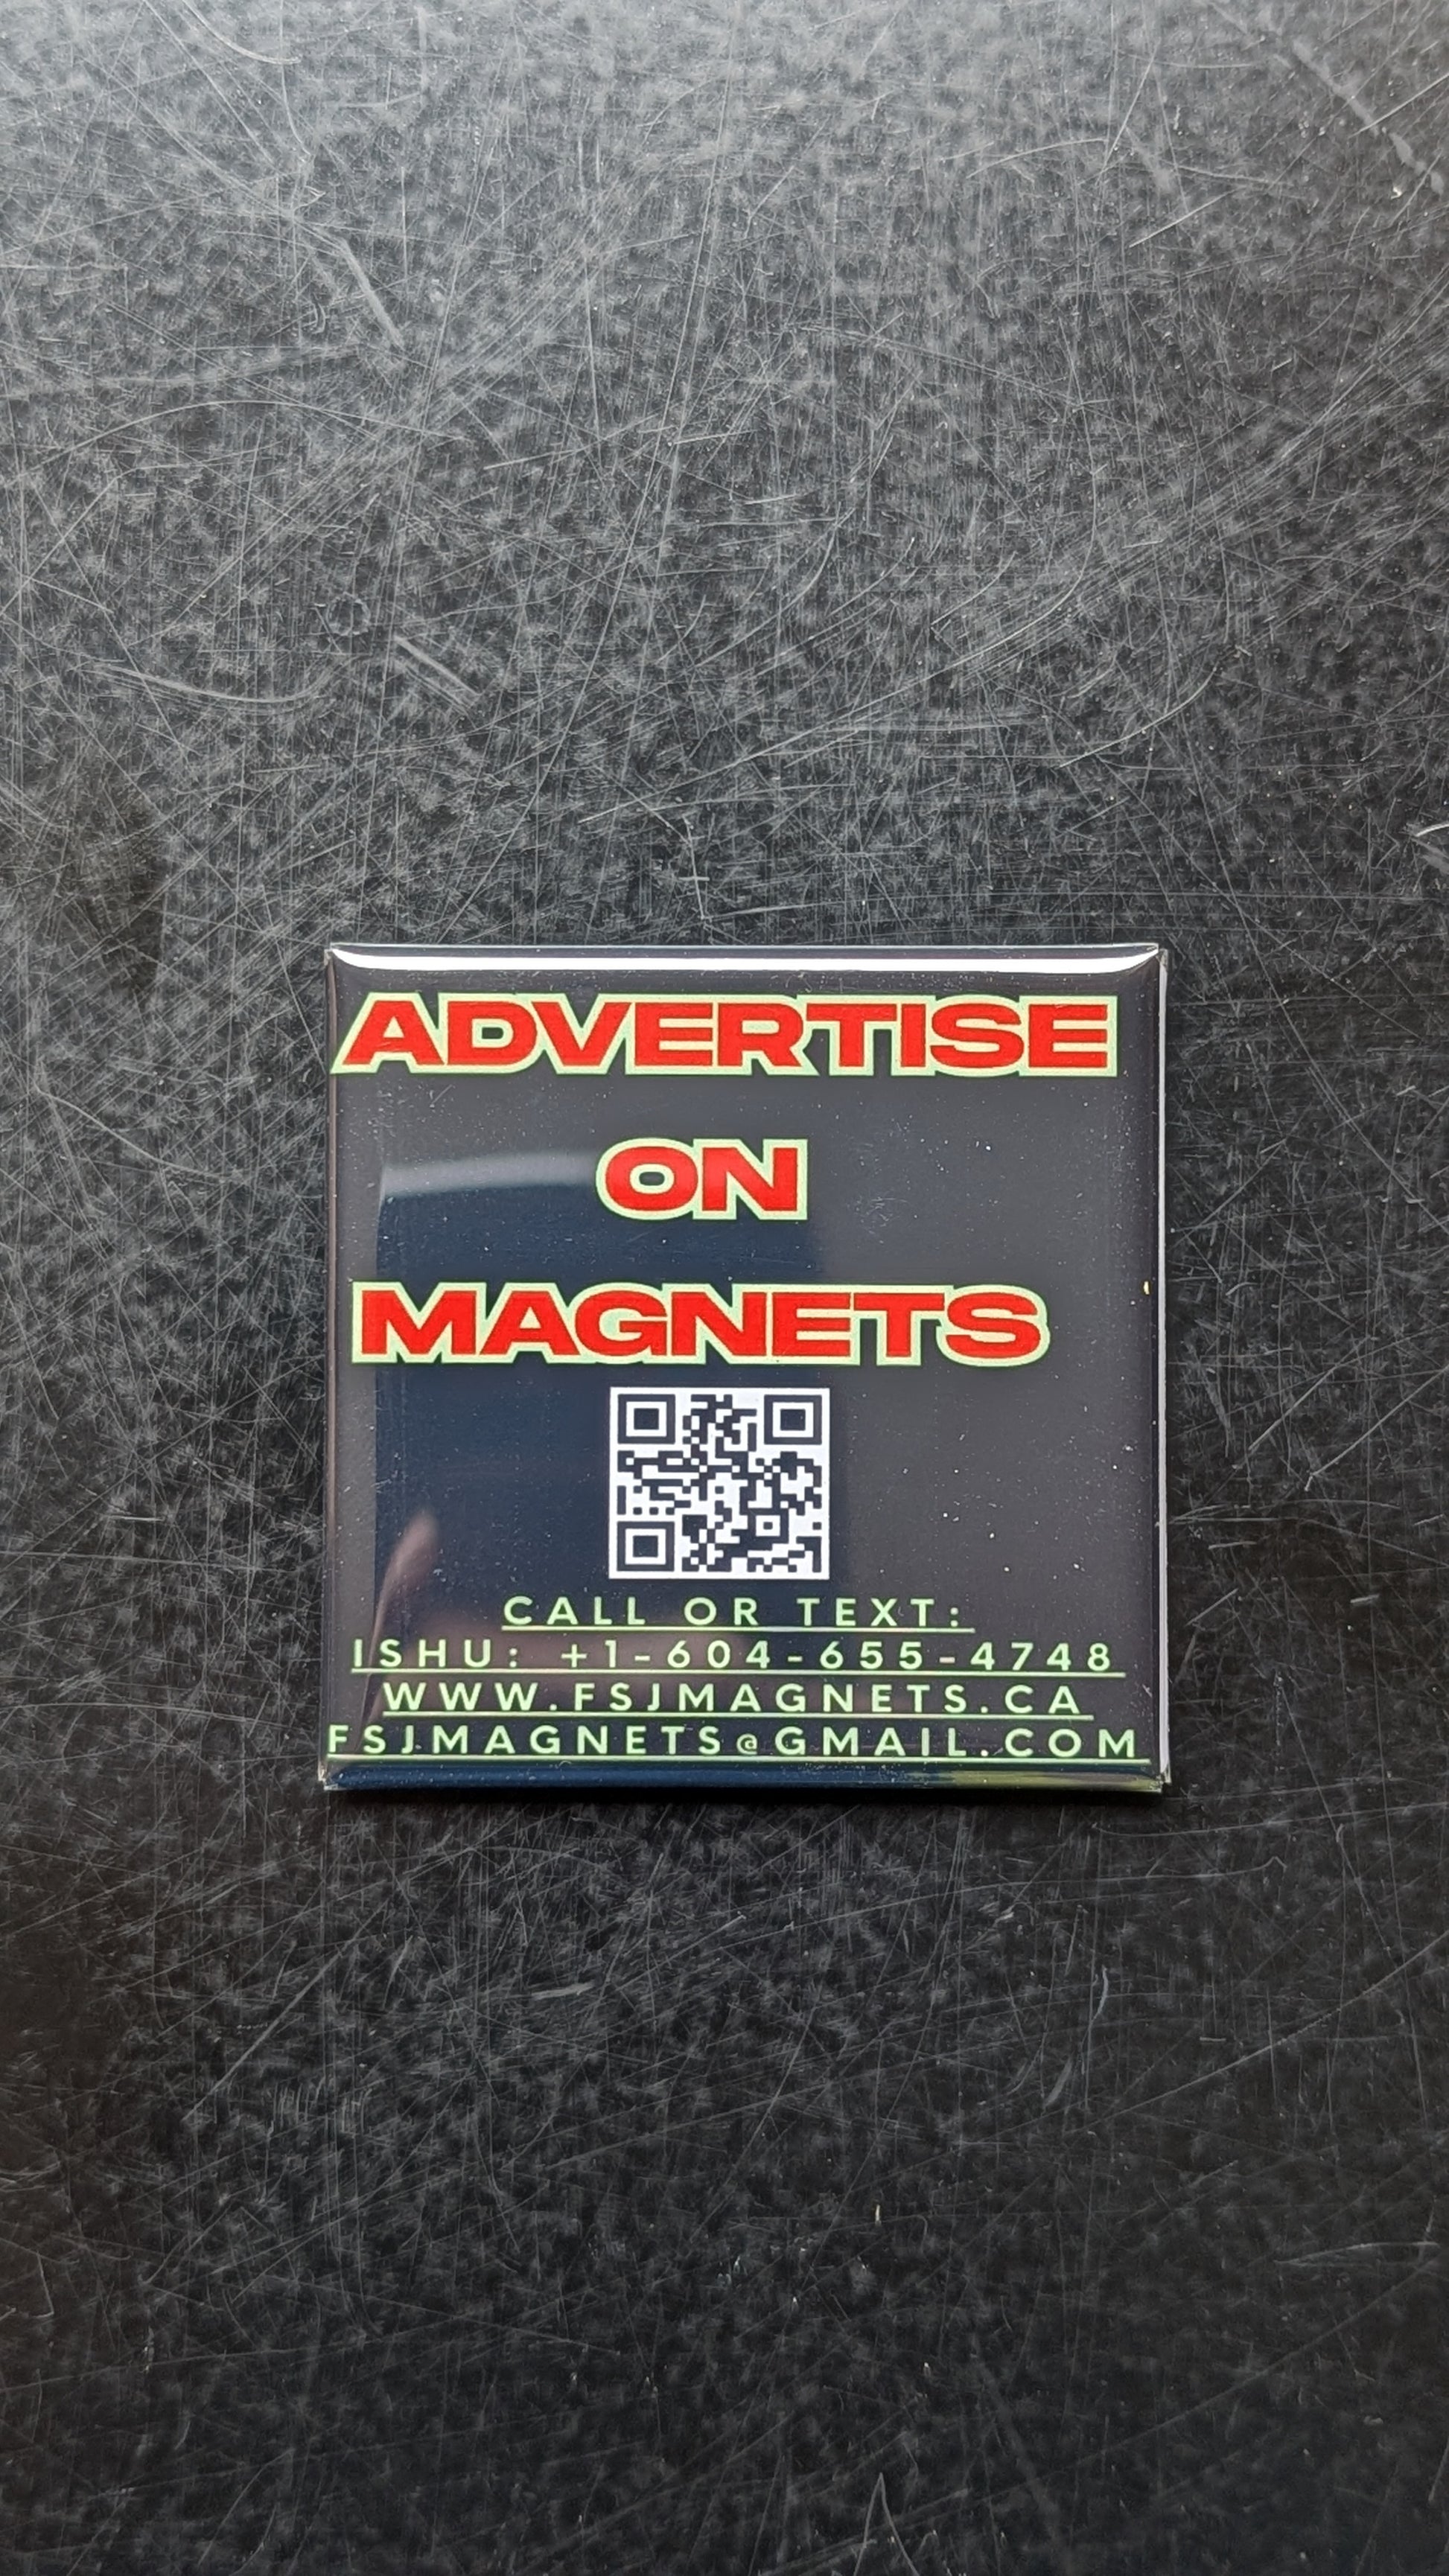 ADVERTISE
ON
MAGNETS
CALL OR TEXT:
ISHU: +1-604-655-4748
WWW.FSJMAGNETS.CA
FSJMAGNETS@GMAIL.COM